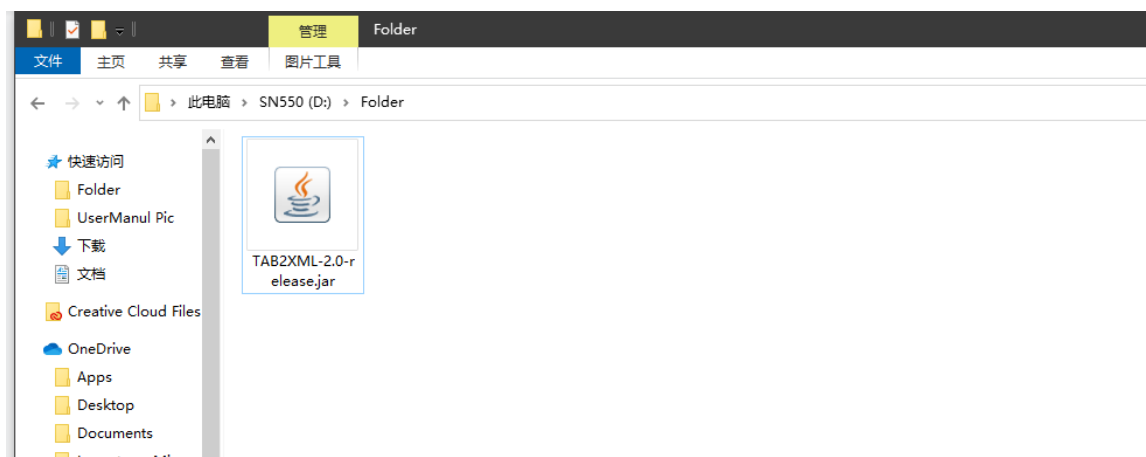 管理
Folder
文件
主页
共享
查看
图片工具
此电脑 › SN550 (D:) › Folder
快速访问
Folder
UserManul Pic
下载
文档
Creative Cloud Files
OneDrive
Apps
Desktop
Documents
TAB2XML-2.0-r
elease.jar